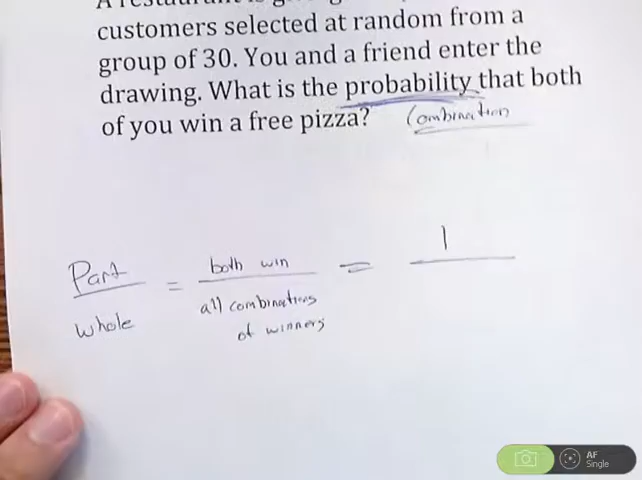 customers selected at random from a
group of 30. You and a friend enter the
drawing. What is the probability that both
of you win a free pizza? Combination
Part
whole
=
both win
all combinations
of winners
=
1
AF
Single